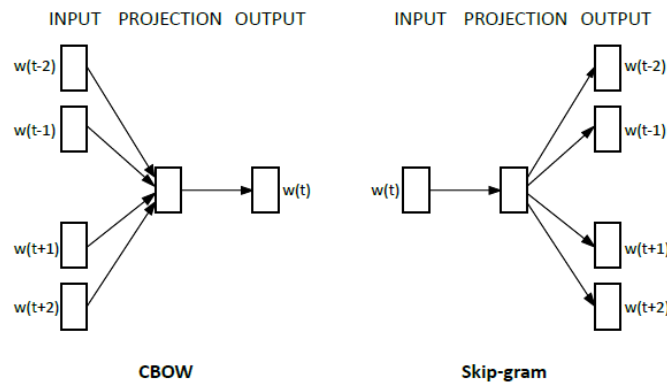 INPUT PROJECTION OUTPUT
w(t-2)
w(t-1)
w(t+1)
w(t+2)
w(t)
CBOW
INPUT PROJECTION OUTPUT
w(t)
w(t-2)
w(t-1)
w(t+1)
w(t+2)
Skip-gram